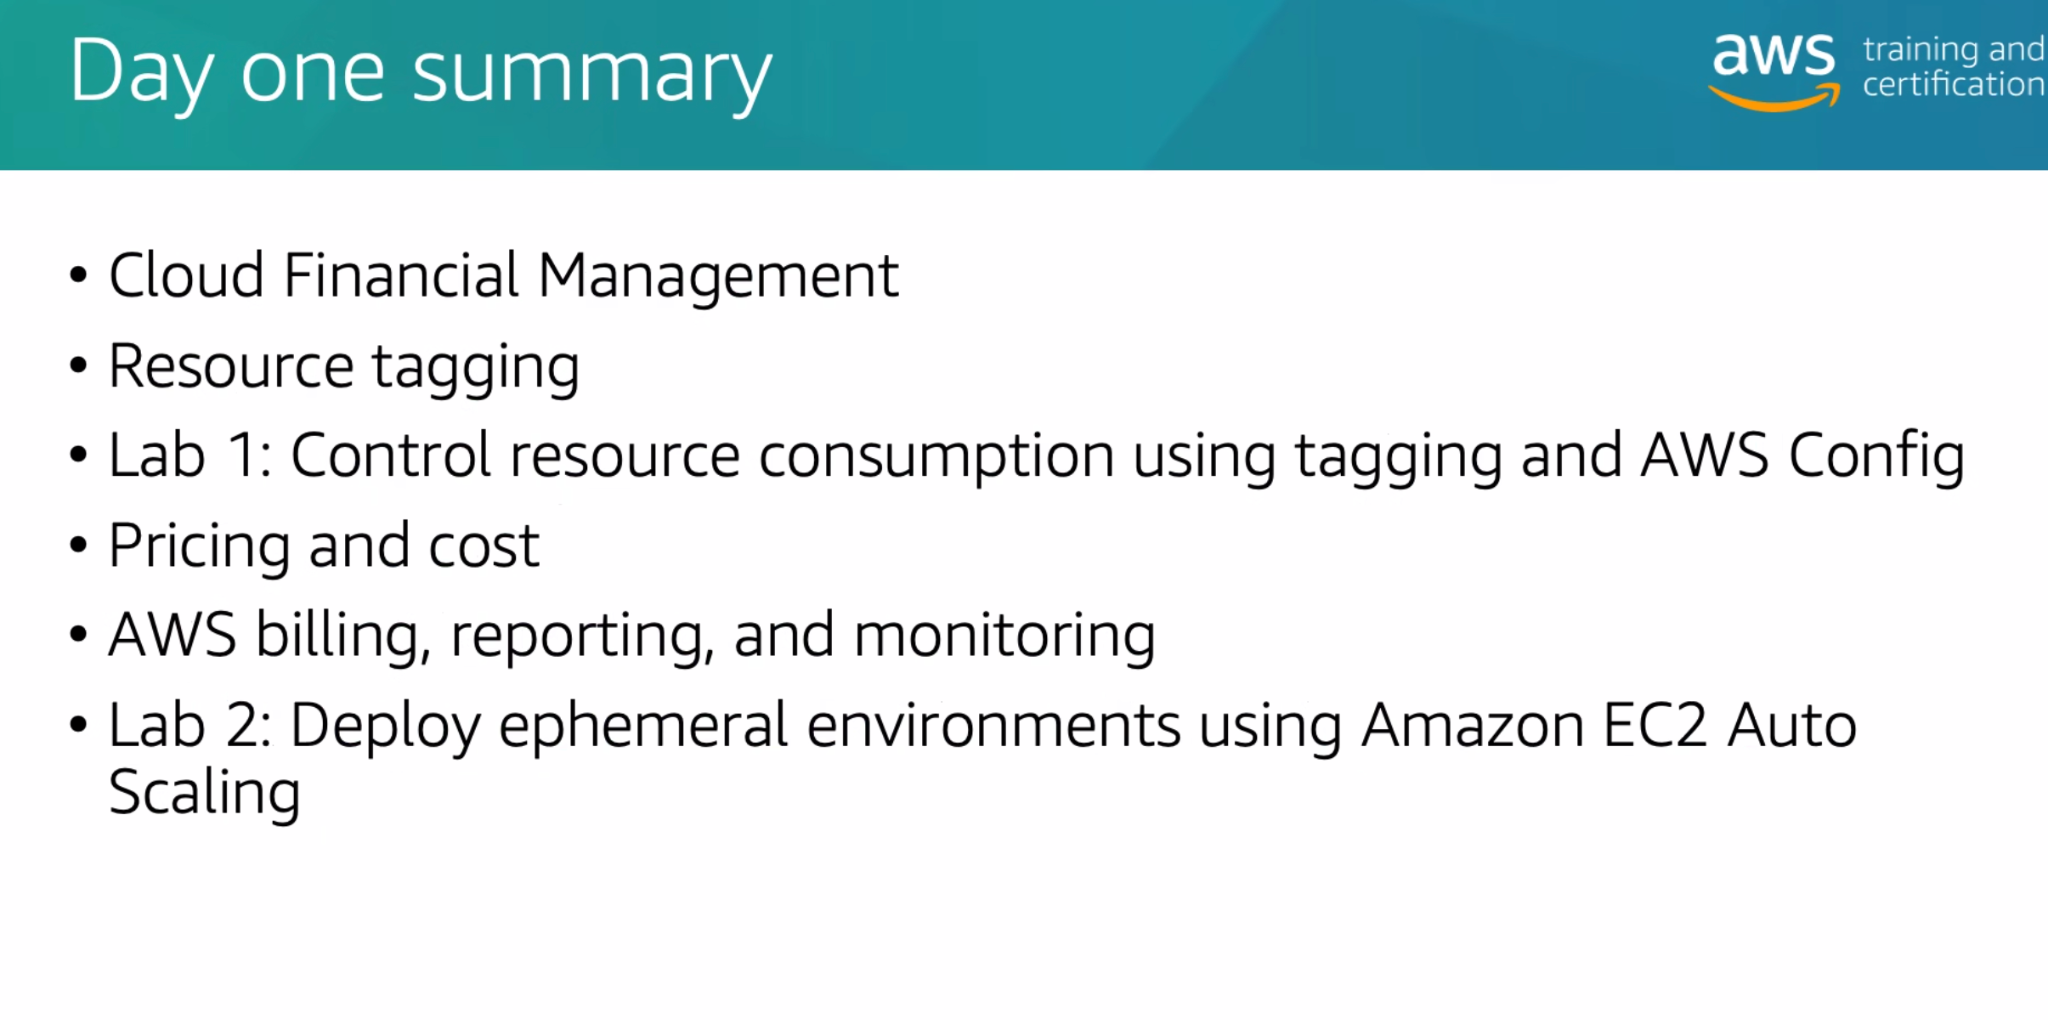 Day one summary
aws training and
certification
• Cloud Financial Management
• Resource tagging
• Lab 1: Control resource consumption using tagging and AWS Config
• Pricing and cost
• AWS billing, reporting, and monitoring
• Lab 2: Deploy ephemeral environments using Amazon EC2 Auto
Scaling